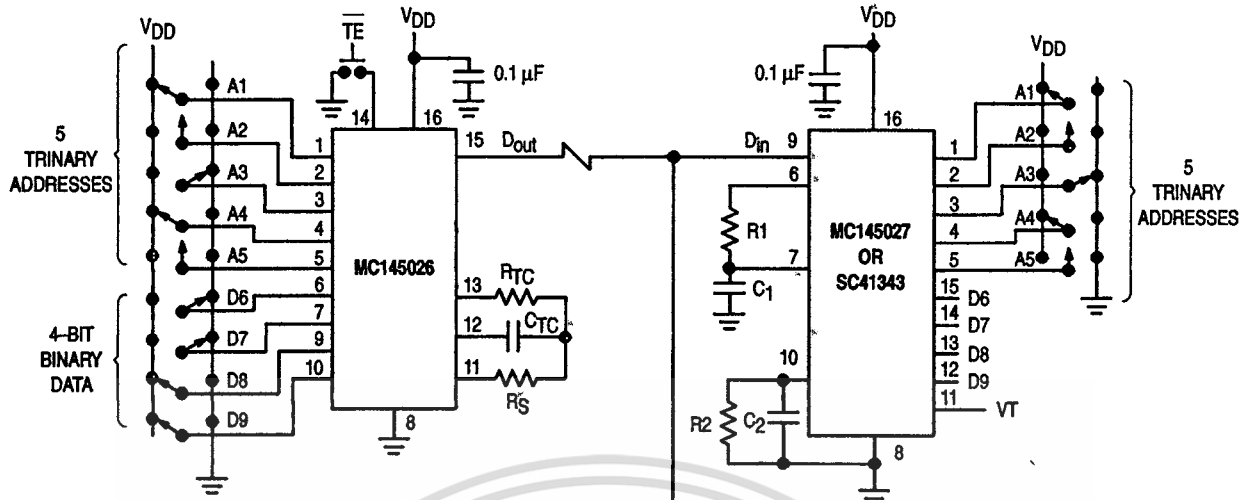 VDD
TE
VDD
0.1 µF
5
TRINARY
ADDRESSES
A1
A2
A3
A4
A5
4–BIT
BINARY
DATA
D6
D7
D8
D9
14
16
1
2
3
4
5
6
7
9
10
MC145026
15
Dout
13
RTC
12
CTC
11
RS
8
VDD
0.1 µF
16
Din
9
6
R1
7
C1
10
R2
C2
8
MC145027
OR
SC41343
1
2
3
4
5
15
D6
14
D7
13
D8
12
D9
11
VT
VDD
A1
A2
A3
A4
A5
5
TRINARY
ADDRESSES